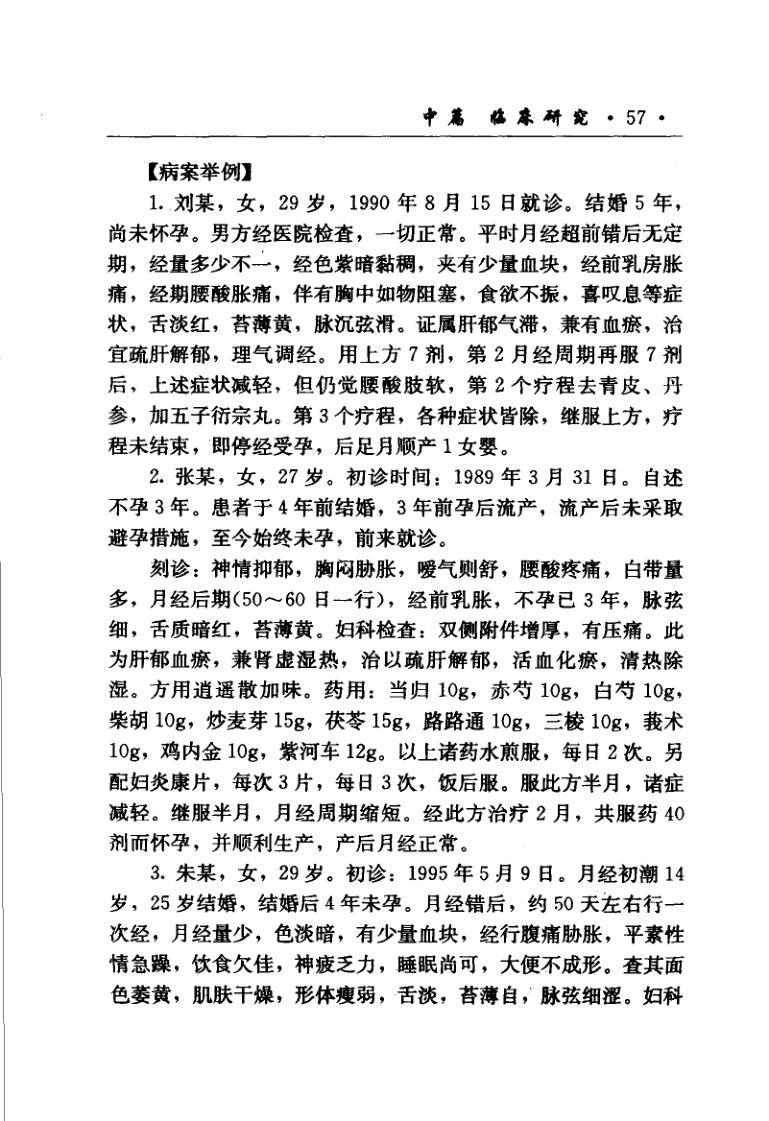 中篇 临床研究 · 57 ·
【病案举例】
1. 刘某，女，29 岁，1990 年 8 月 15 日就诊。结婚 5 年，
尚未怀孕。男方经医院检查，一切正常。平时月经超前错后无定
期，经量多少不一，经色紫暗黏稠，夹有少量血块，经前乳房胀
痛，经期腰酸胀痛，伴有胸中如物阻塞，食欲不振，喜叹息等症
状，舌淡红，苔薄黄，脉沉弦滑。证属肝郁气滞，兼有血瘀，治
宜疏肝解郁，理气调经。用上方 7 剂，第 2 月经周期再服 7 剂
后，上述症状减轻，但仍觉腰酸肢软，第 2 个疗程去青皮、丹
参，加五子衍宗丸。第 3 个疗程，各种症状皆除，继服上方，疗
程未结束，即停经受孕，后足月顺产 1 女婴。
2. 张某，女，27 岁。初诊时间：1989 年 3 月 31 日。自述
不孕 3 年。患者于 4 年前结婚，3 年前孕后流产，流产后未采取
避孕措施，至今始终未孕，前来就诊。
刻诊：神情抑郁，胸闷胁胀，嗳气则舒，腰酸疼痛，白带量
多，月经后期(50～60 日一行)，经前乳胀，不孕已 3 年，脉弦
细，舌质暗红，苔薄黄。妇科检查：双侧附件增厚，有压痛。此
为肝郁血瘀，兼肾虚湿热，治以疏肝解郁，活血化瘀，清热除
湿。方用逍遥散加味。药用：当归 10g，赤芍 10g，白芍 10g，
柴胡 10g，炒麦芽 15g，茯苓 15g，路路通 10g，三棱 10g，莪术
10g，鸡内金 10g，紫河车 12g。以上诸药水煎服，每日 2 次。另
配妇炎康片，每次 3 片，每日 3 次，饭后服。服此方半月，诸症
减轻。继服半月，月经周期缩短。经此方治疗 2 月，共服药 40
剂而怀孕，并顺利生产，产后月经正常。
3. 朱某，女，29 岁。初诊：1995 年 5 月 9 日。月经初潮 14
岁，25 岁结婚，结婚后 4 年未孕。月经错后，约 50 天左右行一
次经，月经量少，色淡暗，有少量血块，经行腹痛胁胀，平素性
情急躁，饮食欠佳，神疲乏力，睡眠尚可，大便不成形。查其面
色萎黄，肌肤干燥，形体瘦弱，舌淡，苔薄自，脉弦细涩。妇科